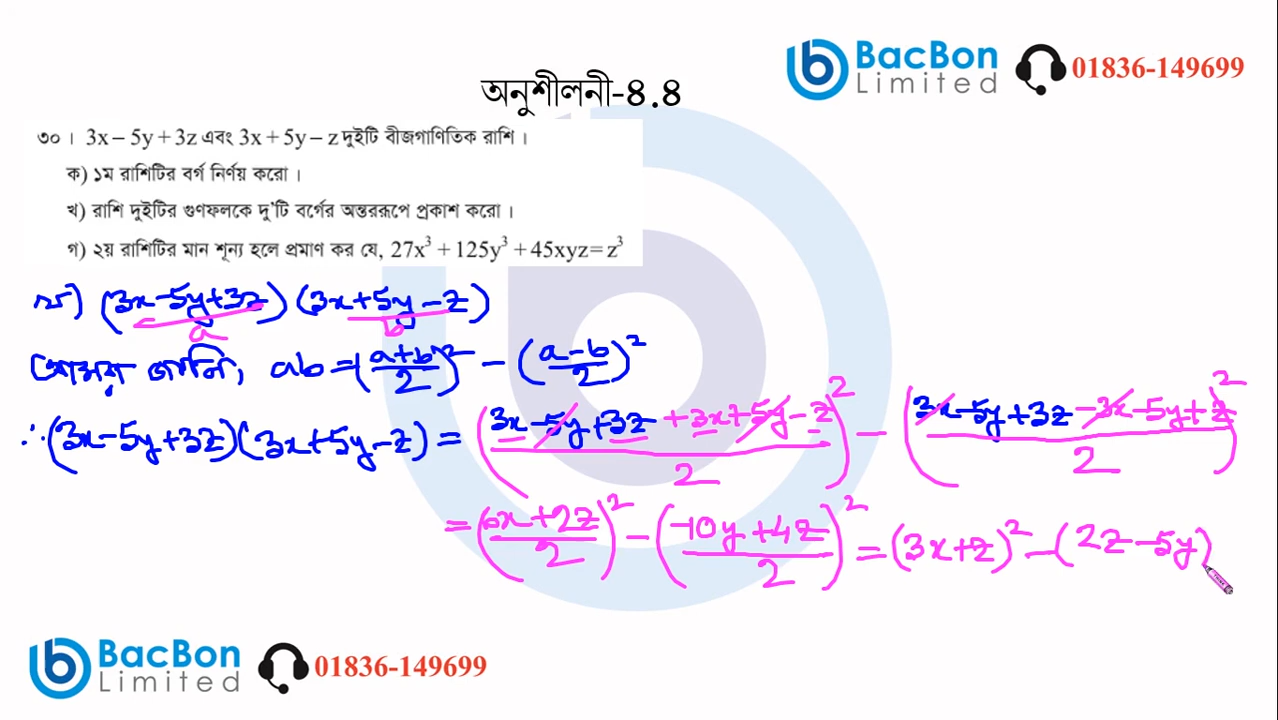 BacBon Limited 01836-149699
অনুশীলনী-৪.৪
৩০। 3x – 5y + 3z এবং 3x + 5y – z দুইটি বীজগাণিতিক রাশি।
ক) ১ম রাশিটির বর্গ নির্ণয় করো।
খ) রাশি দুইটির গুণফলকে দু'টি বর্গের অন্তররূপে প্রকাশ করো।
গ) ২য় রাশিটির মান শূন্য হলে প্রমাণ কর যে, 27x³ + 125y³ + 45xyz = z³
খ) (3x-5y+3z) (3x+5y-z)
a b
আমরা জানি, ab = ((a+b)/2)² - ((a-b)/2)²
∴ (3x-5y+3z)(3x+5y-z) = ((3x-5y+3z+3x+5y-z)/2)² - ((3x-5y+3z-3x-5y+z)/2)²
= ((6x+2z)/2)² - ((-10y+4z)/2)² = (3x+z)² - (2z-5y)
BacBon Limited 01836-149699